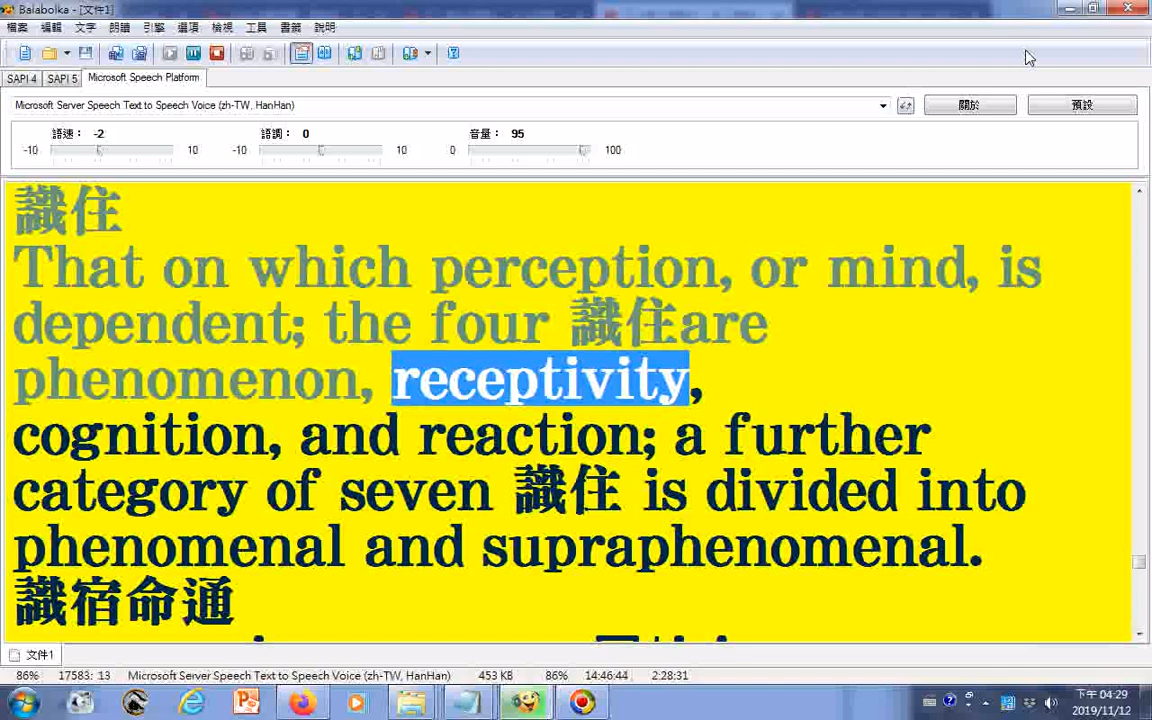 Balabolka - [文件1]
檔案 編輯 文字 朗讀 引擎 選項 檢視 工具 書籤 說明
SAPI 4 SAPI 5 Microsoft Speech Platform
Microsoft Server Speech Text to Speech Voice (zh-TW, HanHan) 關於 預設
語速： -2 語調： 0 音量： 95
-10 10 -10 10 0 100
識住
That on which perception, or mind, is
dependent; the four 識住are
phenomenon, receptivity,
cognition, and reaction; a further
category of seven 識住 is divided into
phenomenal and supraphenomenal.
識宿命通
文件1
86% 17583: 13 Microsoft Server Speech Text to Speech Voice (zh-TW, HanHan) 453 KB 86% 14:46:44 2:28:31
下午 04:29
2019/11/12